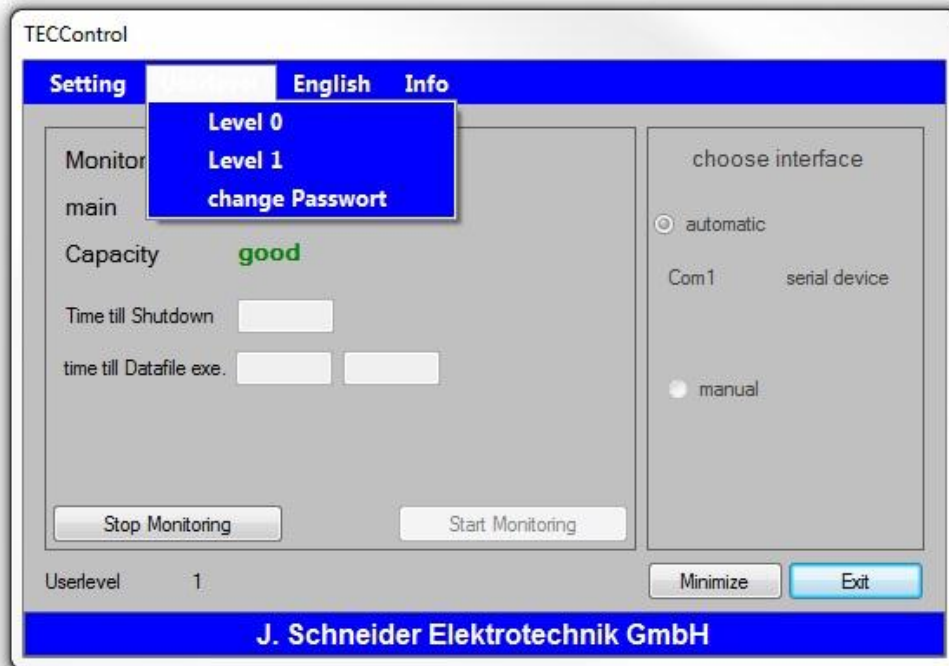 TECControl
Setting Userlevel English Info
Level 0
Level 1
change Passwort
Monitor
main
Capacity good
Time till Shutdown
time till Datafile exe.
Stop Monitoring Start Monitoring
choose interface
automatic
Com1 serial device
manual
Userlevel 1 Minimize Exit
J. Schneider Elektrotechnik GmbH